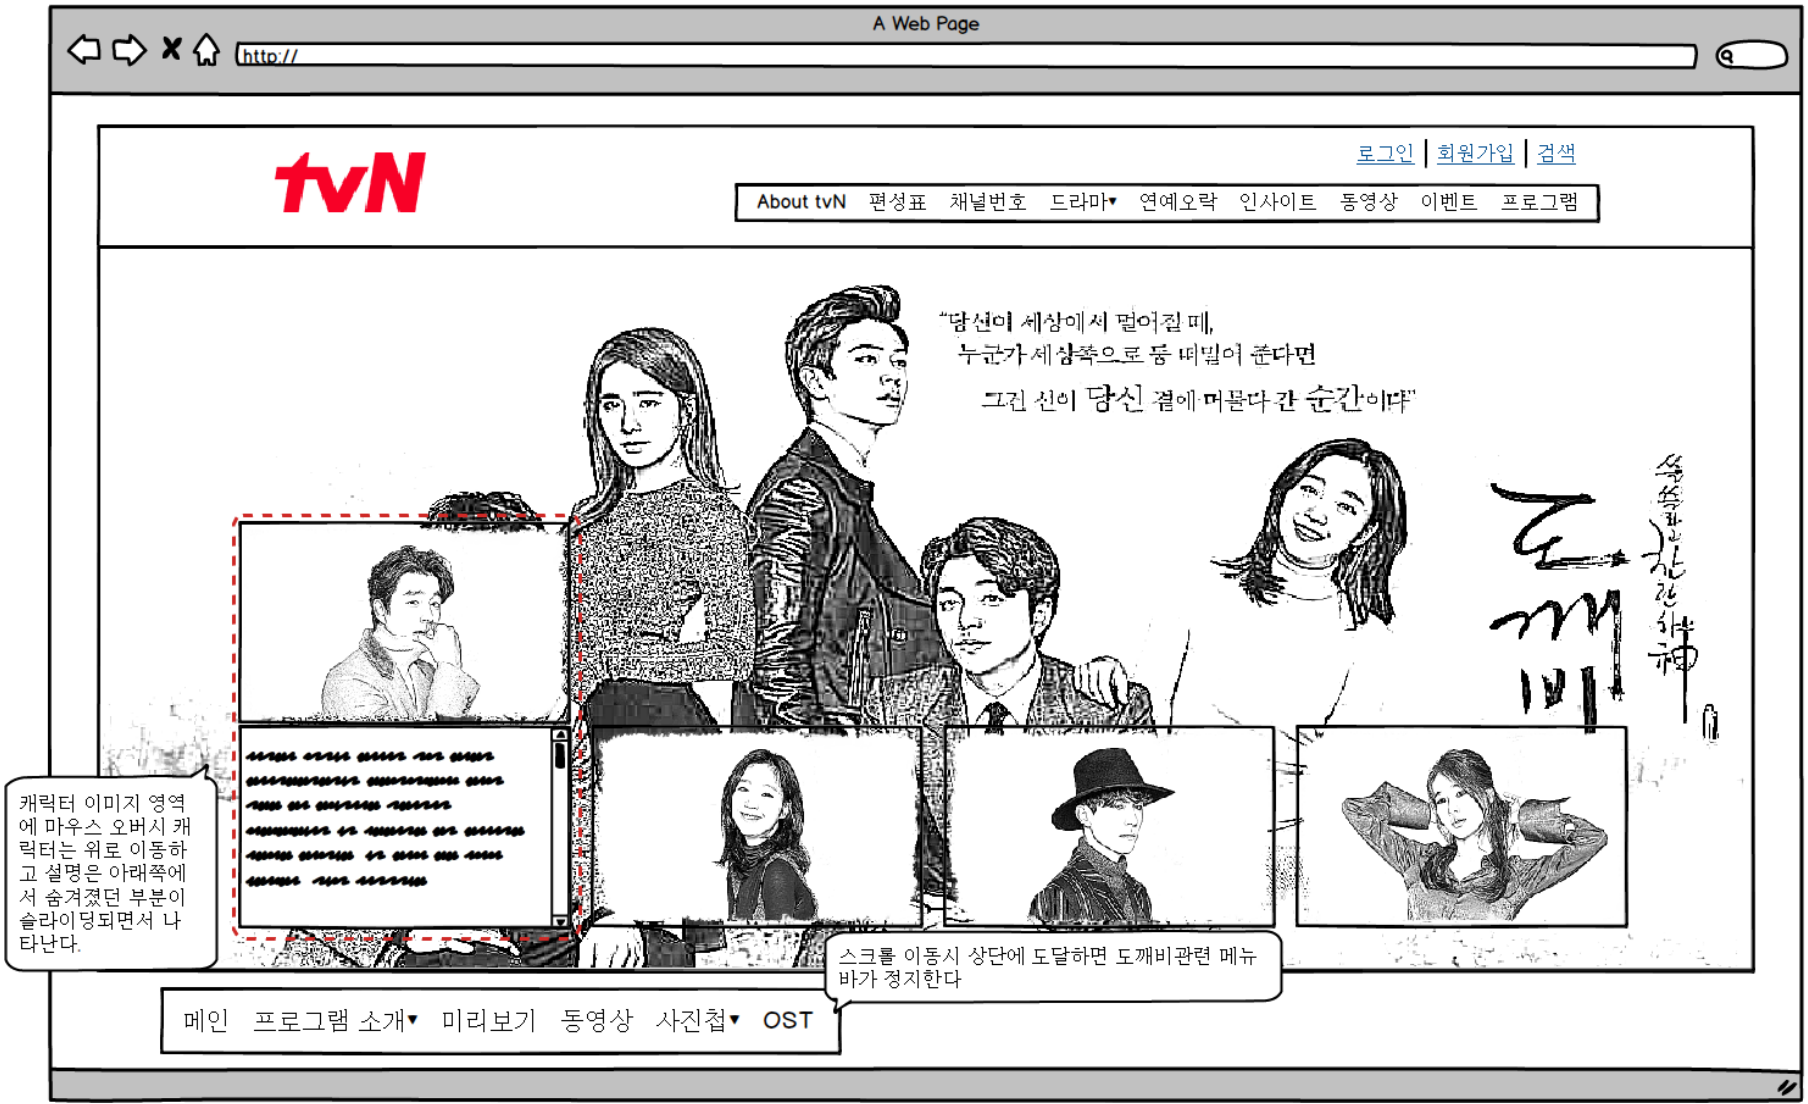 A Web Page
http://
tvN
로그인 | 회원가입 | 검색
About tvN 편성표 채널번호 드라마▾ 연예오락 인사이트 동영상 이벤트 프로그램
“당신이 세상에서 멀어질 때,
누군가 세상쪽으로 등 떠밀어 준다면
그건 신이 당신 곁에 머물다 간 순간이다”
쓸쓸하고 찬란하神
도깨비
캐릭터 이미지 영역
에 마우스 오버시 캐
릭터는 위로 이동하
고 설명은 아래쪽에
서 숨겨졌던 부분이
슬라이딩되면서 나
타난다.
스크롤 이동시 상단에 도달하면 도깨비관련 메뉴
바가 정지한다
메인 프로그램 소개▾ 미리보기 동영상 사진첩▾ OST